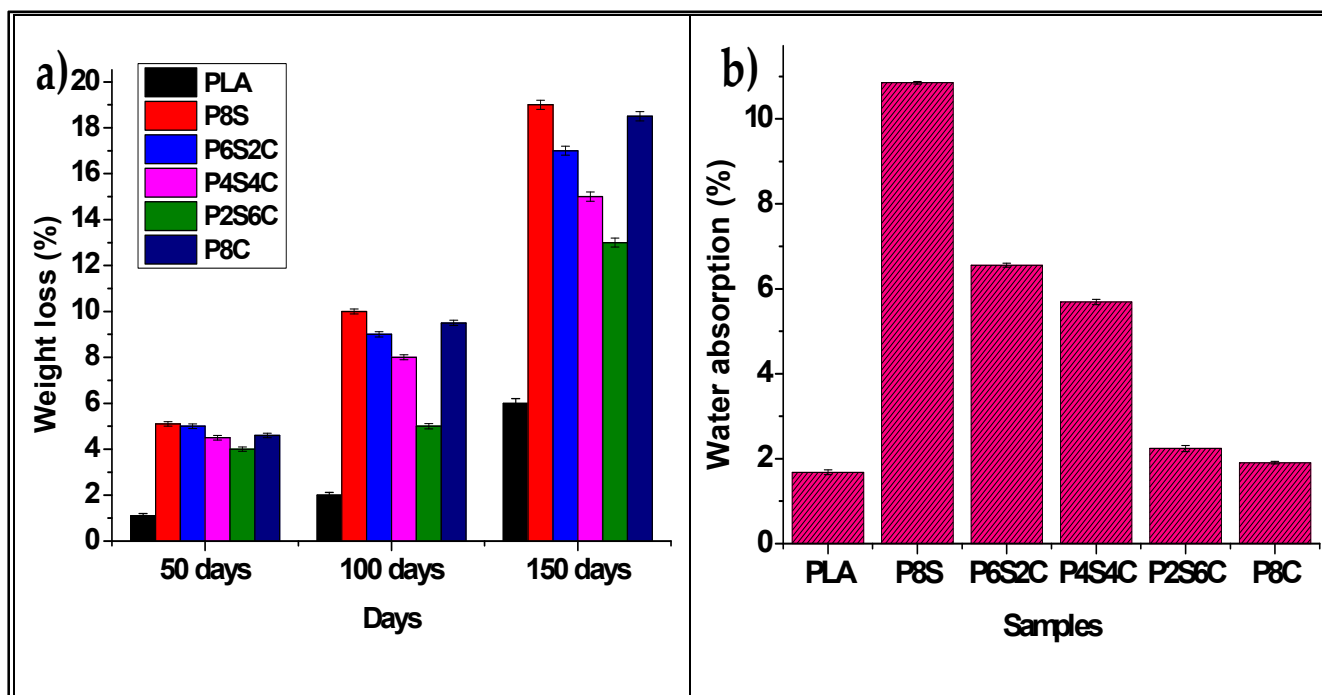 a)
PLA
P8S
P6S2C
P4S4C
P2S6C
P8C
Weight loss (%)
20
18
16
14
12
10
8
6
4
2
0
50 days 100 days 150 days
Days
b)
Water absorption (%)
10
8
6
4
2
0
PLA P8S P6S2C P4S4C P2S6C P8C
Samples